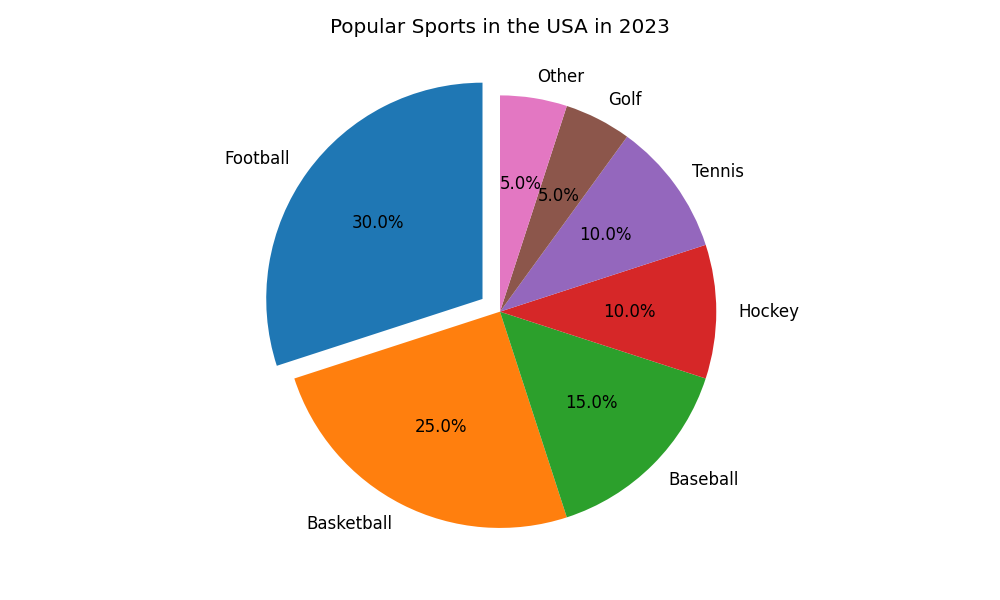 Popular Sports in the USA in 2023
Other
Golf
Football
Tennis
5.0%
5.0%
30.0%
10.0%
10.0%
Hockey
15.0%
25.0%
Baseball
Basketball